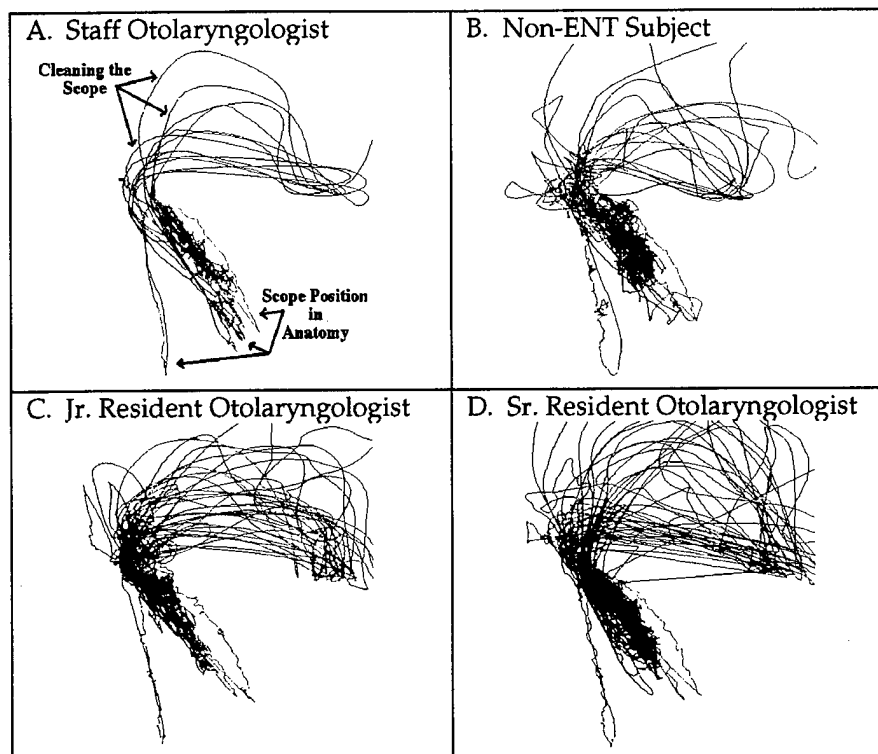 A. Staff Otolaryngologist
Cleaning the
Scope
Scope Position
in
Anatomy
B. Non-ENT Subject
C. Jr. Resident Otolaryngologist
D. Sr. Resident Otolaryngologist